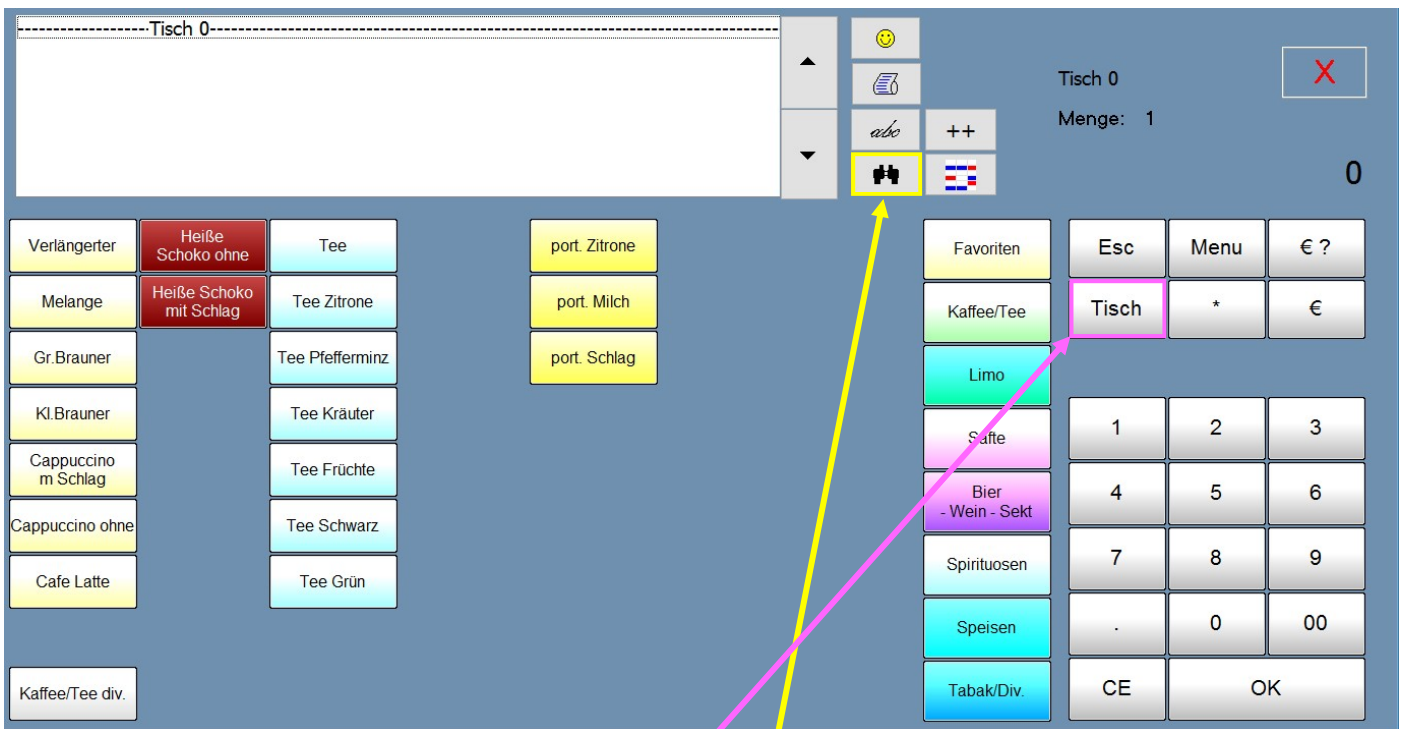 -----------------Tisch 0-----------------
Tisch 0
X
abc
++
Menge: 1
0
Verlängerter
Heiße
Schoko ohne
Tee
port. Zitrone
Favoriten
Esc
Menu
€ ?
Melange
Heiße Schoko
mit Schlag
Tee Zitrone
port. Milch
Kaffee/Tee
Tisch
*
€
Gr.Brauner
Tee Pfefferminz
port. Schlag
Limo
Kl.Brauner
Tee Kräuter
Säfte
1
2
3
Cappuccino
m Schlag
Tee Früchte
Bier
- Wein - Sekt
4
5
6
Cappuccino ohne
Tee Schwarz
Spirituosen
7
8
9
Cafe Latte
Tee Grün
Speisen
.
0
00
Kaffee/Tee div.
Tabak/Div.
CE
OK